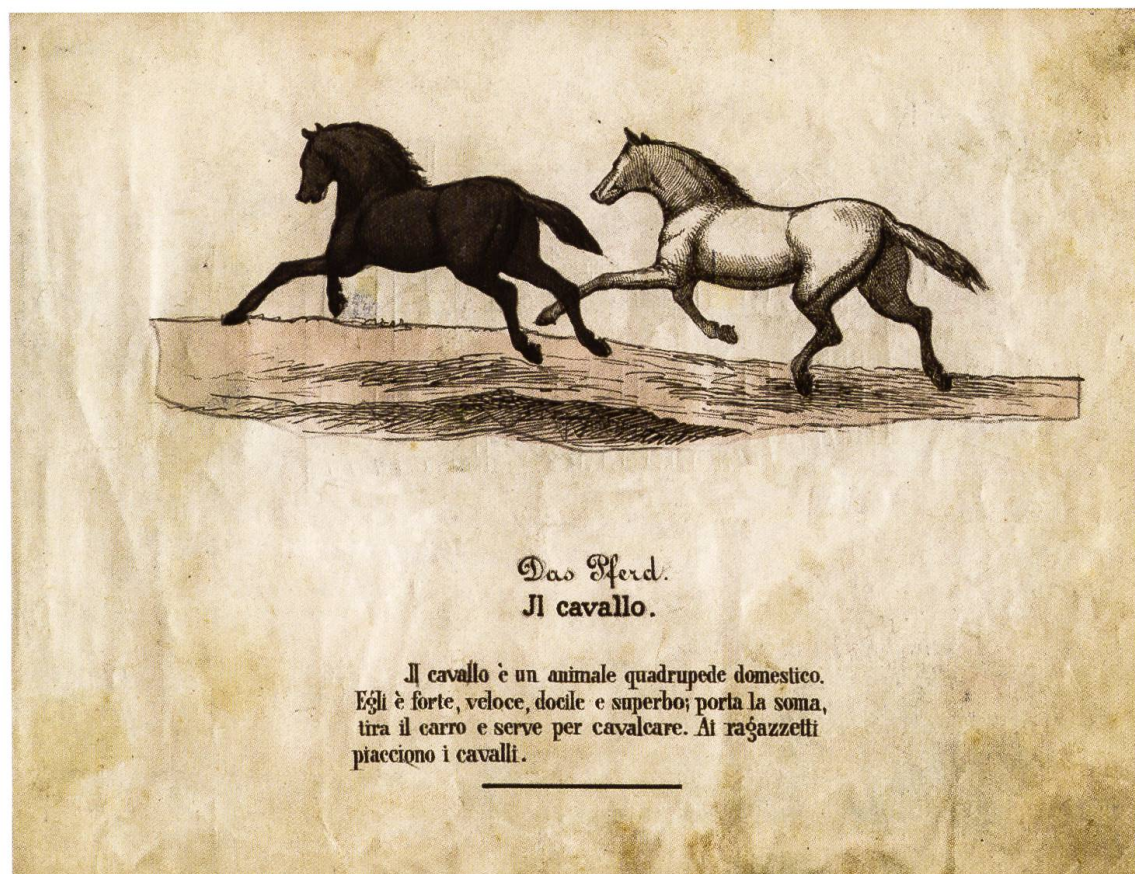 Das Pferd.
Jl cavallo.
Jl cavallo è un animale quadrupede domestico.
Egli è forte, veloce, docile e superbo; porta la soma,
tira il carro e serve per cavalcare. Ai ragazzetti
piacciono i cavalli.